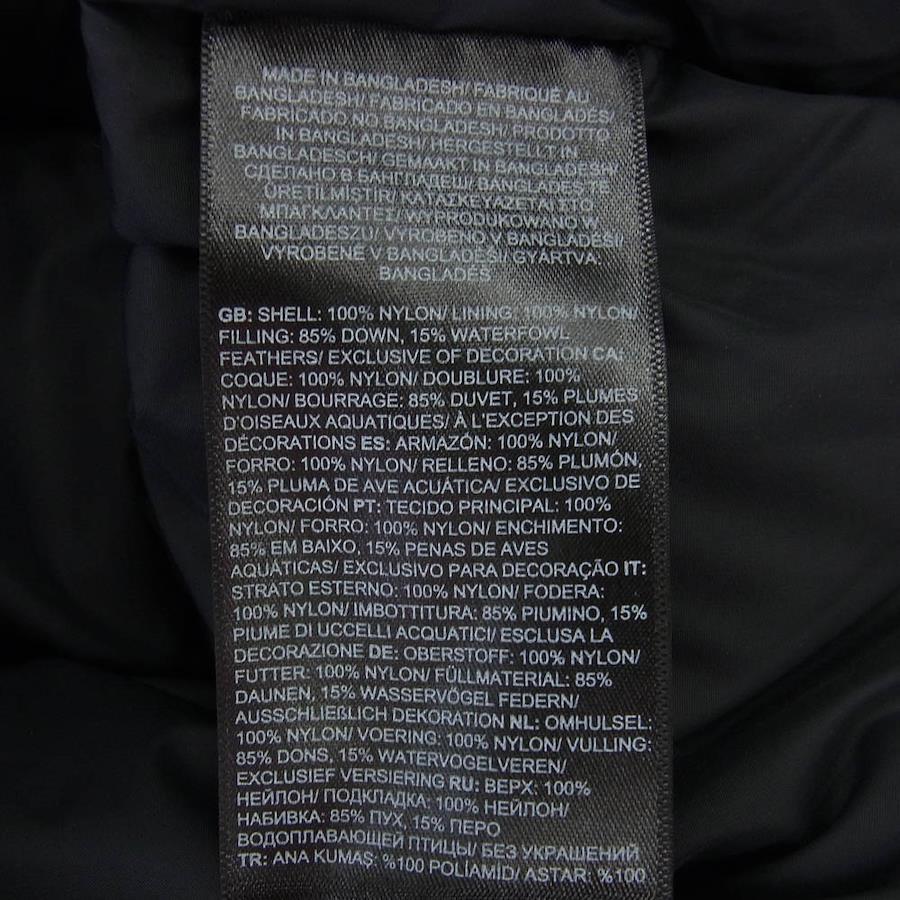 MADE IN BANGLADESH/ FABRIQUE AU
BANGLADESH/ FABRICADO EN BANGLADÉS/
FABRICADO NO BANGLADESH/ PRODOTTO
IN BANGLADESH/ HERGESTELLT IN
BANGLADESCH/ GEMAAKT IN BANGLADESH/
СДЕЛАНО В БАНГЛАДЕШ/ BANGLADEŞ'TE
ÜRETİLMİŞTİR/ ΚΑΤΑΣΚΕΥΑΖΕΤΑΙ ΣΤΟ
ΜΠΑΓΚΛΑΝΤΕΣ/ WYPRODUKOWANO W
BANGLADESZU/ VYROBENO V BANGLADÉŠI/
VYROBENÉ V BANGLADÉŠI/ GYÁRTVA:
BANGLADES
GB: SHELL: 100% NYLON/ LINING: 100% NYLON/
FILLING: 85% DOWN, 15% WATERFOWL
FEATHERS/ EXCLUSIVE OF DECORATION CA:
COQUE: 100% NYLON/ DOUBLURE: 100%
NYLON/ BOURRAGE: 85% DUVET, 15% PLUMES
D'OISEAUX AQUATIQUES/ À L'EXCEPTION DES
DÉCORATIONS ES: ARMAZÓN: 100% NYLON/
FORRO: 100% NYLON/ RELLENO: 85% PLUMÓN,
15% PLUMA DE AVE ACUÁTICA/ EXCLUSIVO DE
DECORACIÓN PT: TECIDO PRINCIPAL: 100%
NYLON/ FORRO: 100% NYLON/ ENCHIMENTO:
85% EM BAIXO, 15% PENAS DE AVES
AQUÁTICAS/ EXCLUSIVO PARA DECORAÇÃO IT:
STRATO ESTERNO: 100% NYLON/ FODERA:
100% NYLON/ IMBOTTITURA: 85% PIUMINO, 15%
PIUME DI UCCELLI ACQUATICI/ ESCLUSA LA
DECORAZIONE DE: OBERSTOFF: 100% NYLON/
FUTTER: 100% NYLON/ FÜLLMATERIAL: 85%
DAUNEN, 15% WASSERVÖGEL FEDERN/
AUSSCHLIEßLICH DEKORATION NL: OMHULSEL:
100% NYLON/ VOERING: 100% NYLON/ VULLING:
85% DONS, 15% WATERVOGELVEREN/
EXCLUSIEF VERSIERING RU: ВЕРХ: 100%
НЕЙЛОН/ ПОДКЛАДКА: 100% НЕЙЛОН/
НАБИВКА: 85% ПУХ, 15% ПЕРО
ВОДОПЛАВАЮЩЕЙ ПТИЦЫ/ БЕЗ УКРАШЕНИЙ
TR: ANA KUMAŞ: %100 POLİAMİD/ ASTAR: %100